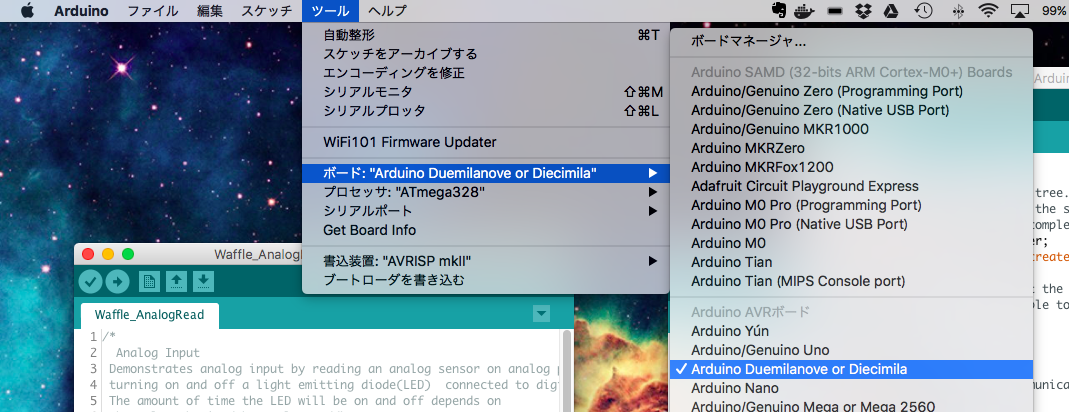 Arduino ファイル 編集 スケッチ ツール ヘルプ 99%
自動整形 ⌘T
スケッチをアーカイブする
エンコーディングを修正
シリアルモニタ ⇧⌘M
シリアルプロッタ ⇧⌘L
WiFi101 Firmware Updater
ボード: "Arduino Duemilanove or Diecimila"
プロセッサ: "ATmega328"
シリアルポート
Get Board Info
書込装置: "AVRISP mkII"
ブートローダを書き込む
ボードマネージャ...
Arduino SAMD (32-bits ARM Cortex-M0+) Boards
Arduino/Genuino Zero (Programming Port)
Arduino/Genuino Zero (Native USB Port)
Arduino/Genuino MKR1000
Arduino MKRZero
Arduino MKRFox1200
Adafruit Circuit Playground Express
Arduino M0 Pro (Programming Port)
Arduino M0 Pro (Native USB Port)
Arduino M0
Arduino Tian
Arduino Tian (MIPS Console port)
Arduino AVRボード
Arduino Yún
Arduino/Genuino Uno
✓ Arduino Duemilanove or Diecimila
Arduino Nano
Arduino/Genuino Mega or Mega 2560
Waffle_Analog
Waffle_AnalogRead
1 /*
2 Analog Input
3 Demonstrates analog input by reading an analog sensor on analog
4 turning on and off a light emitting diode(LED) connected to
5 The amount of time the LED will be on and off depends on
Arduin
tree.
the s
omple
er;
create
t the
le to
munica